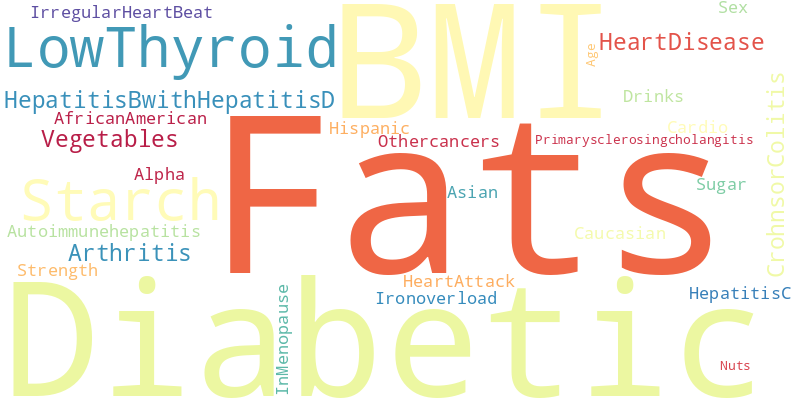 IrregularHeartBeat
Sex
LowThyroid
BMI
Age
HeartDisease
HepatitisBwithHepatitisD
Drinks
AfricanAmerican
Hispanic
Cardio
Vegetables
Othercancers
Primarysclerosingcholangitis
CrohnsorColitis
Fats
Alpha
Starch
Asian
Sugar
Autoimmunehepatitis
Caucasian
Arthritis
Strength
HeartAttack
Ironoverload
HepatitisC
InMenopause
Diabetic
Nuts